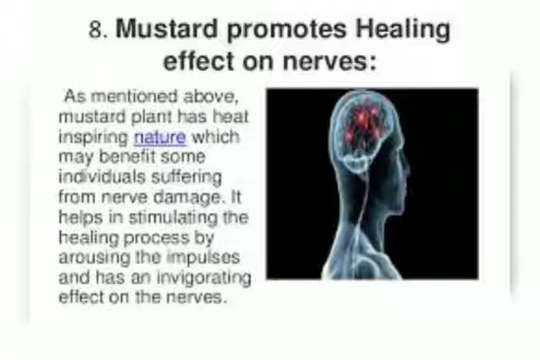 8. Mustard promotes Healing
effect on nerves:
As mentioned above,
mustard plant has heat
inspiring nature which
may benefit some
individuals suffering
from nerve damage. It
helps in stimulating the
healing process by
arousing the impulses
and has an invigorating
effect on the nerves.